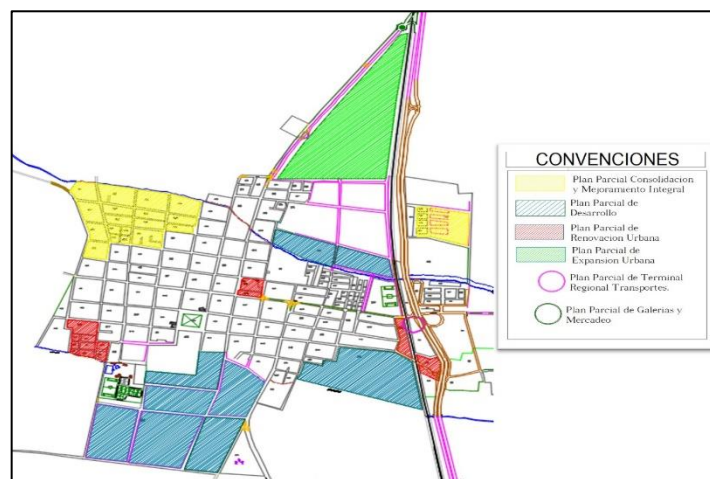 CONVENCIONES
Plan Parcial Consolidacion
y Mejoramiento Integral
Plan Parcial de
Desarrollo
Plan Parcial de
Renovacion Urbana
Plan Parcial de
Expansion Urbana
Plan Parcial de Terminal
Regional Transportes.
Plan Parcial de Galerias y
Mercadeo